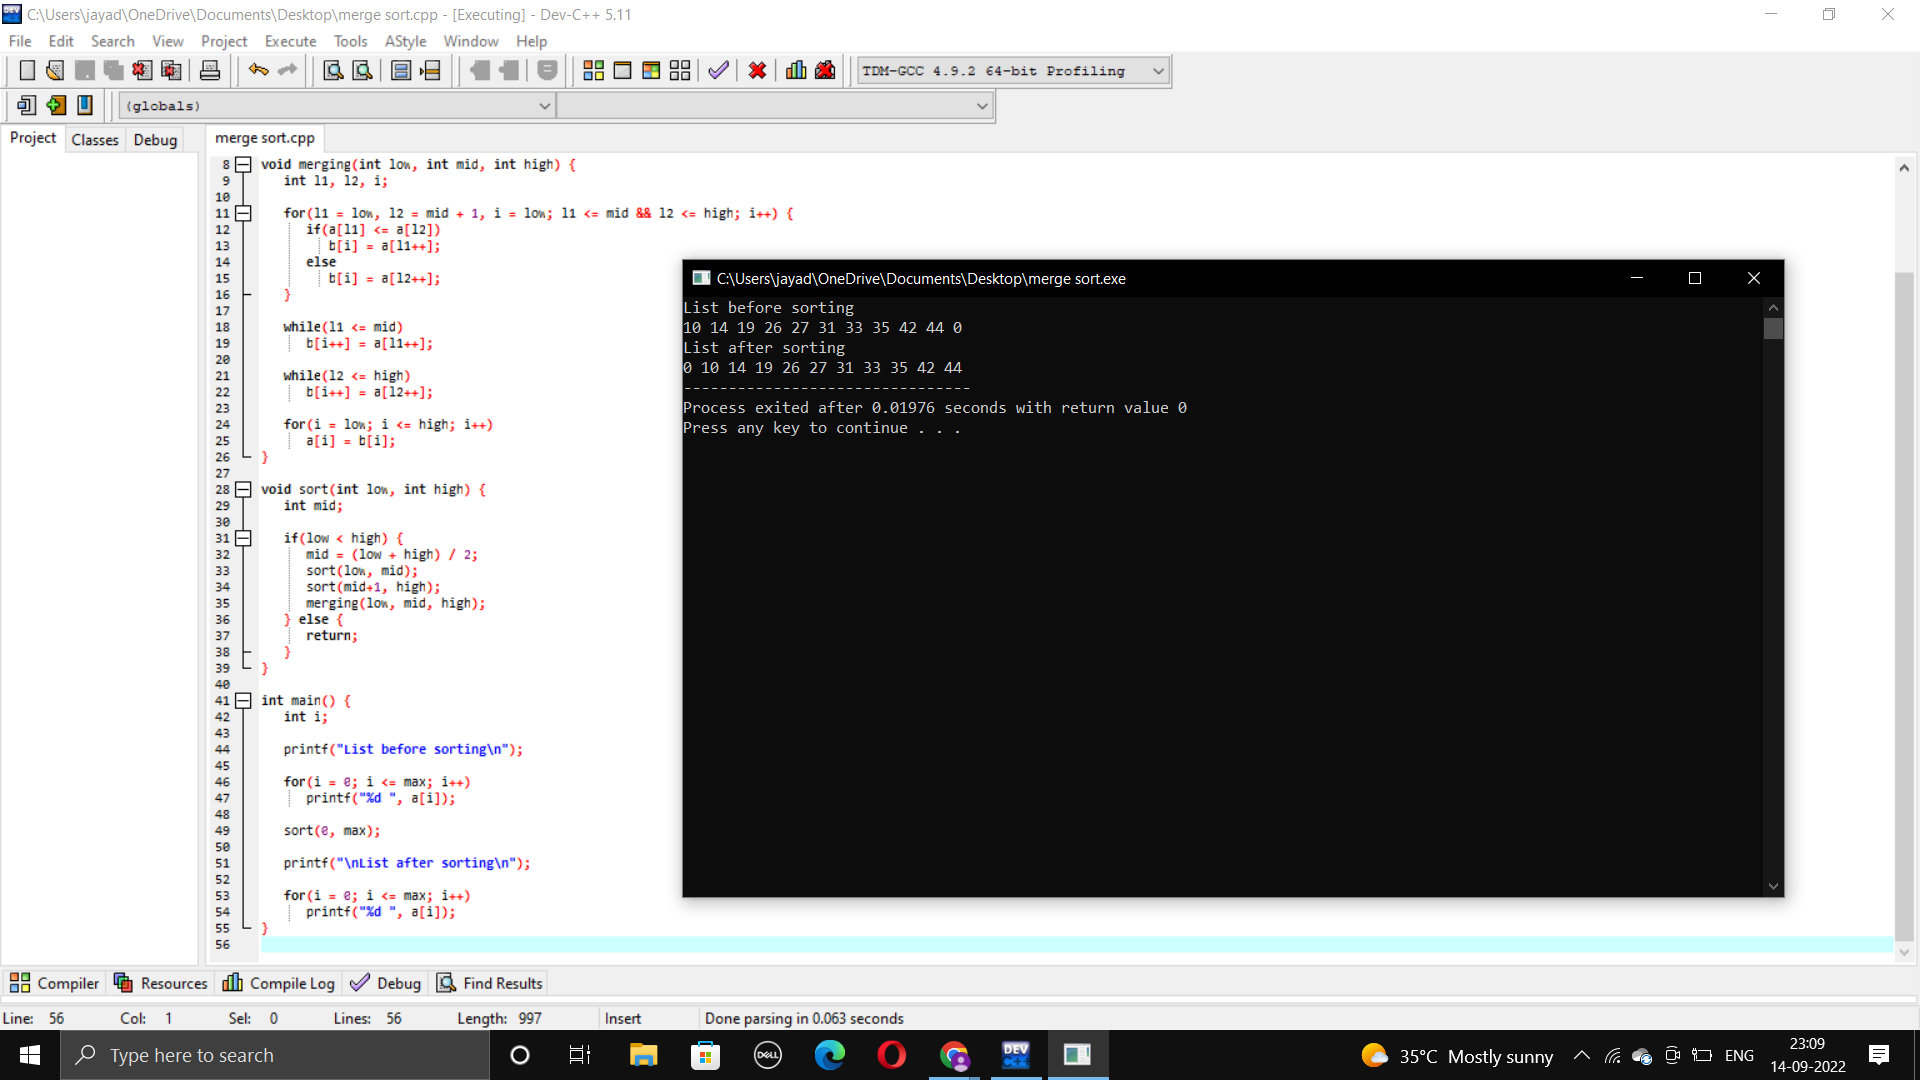 C:\Users\jayad\OneDrive\Documents\Desktop\merge sort.cpp - [Executing] - Dev-C++ 5.11
File Edit Search View Project Execute Tools AStyle Window Help
TDM-GCC 4.9.2 64-bit Profiling
(globals)
Project Classes Debug
merge sort.cpp
8 void merging(int low, int mid, int high) {
9 int l1, l2, i;
10
11 for(l1 = low, l2 = mid + 1, i = low; l1 <= mid && l2 <= high; i++) {
12 if(a[l1] <= a[l2])
13 b[i] = a[l1++];
14 else
15 b[i] = a[l2++];
16 }
17
18 while(l1 <= mid)
19 b[i++] = a[l1++];
20
21 while(l2 <= high)
22 b[i++] = a[l2++];
23
24 for(i = low; i <= high; i++)
25 a[i] = b[i];
26 }
27
28 void sort(int low, int high) {
29 int mid;
30
31 if(low < high) {
32 mid = (low + high) / 2;
33 sort(low, mid);
34 sort(mid+1, high);
35 merging(low, mid, high);
36 } else {
37 return;
38 }
39 }
40
41 int main() {
42 int i;
43
44 printf("List before sorting\n");
45
46 for(i = 0; i <= max; i++)
47 printf("%d ", a[i]);
48
49 sort(0, max);
50
51 printf("\nList after sorting\n");
52
53 for(i = 0; i <= max; i++)
54 printf("%d ", a[i]);
55 }
56
C:\Users\jayad\OneDrive\Documents\Desktop\merge sort.exe
List before sorting
10 14 19 26 27 31 33 35 42 44 0
List after sorting
0 10 14 19 26 27 31 33 35 42 44
--------------------------------
Process exited after 0.01976 seconds with return value 0
Press any key to continue . . .
Compiler Resources Compile Log Debug Find Results
Line: 56 Col: 1 Sel: 0 Lines: 56 Length: 997 Insert Done parsing in 0.063 seconds
Type here to search
DELL
DEV C++
35°C Mostly sunny
ENG
23:09
14-09-2022